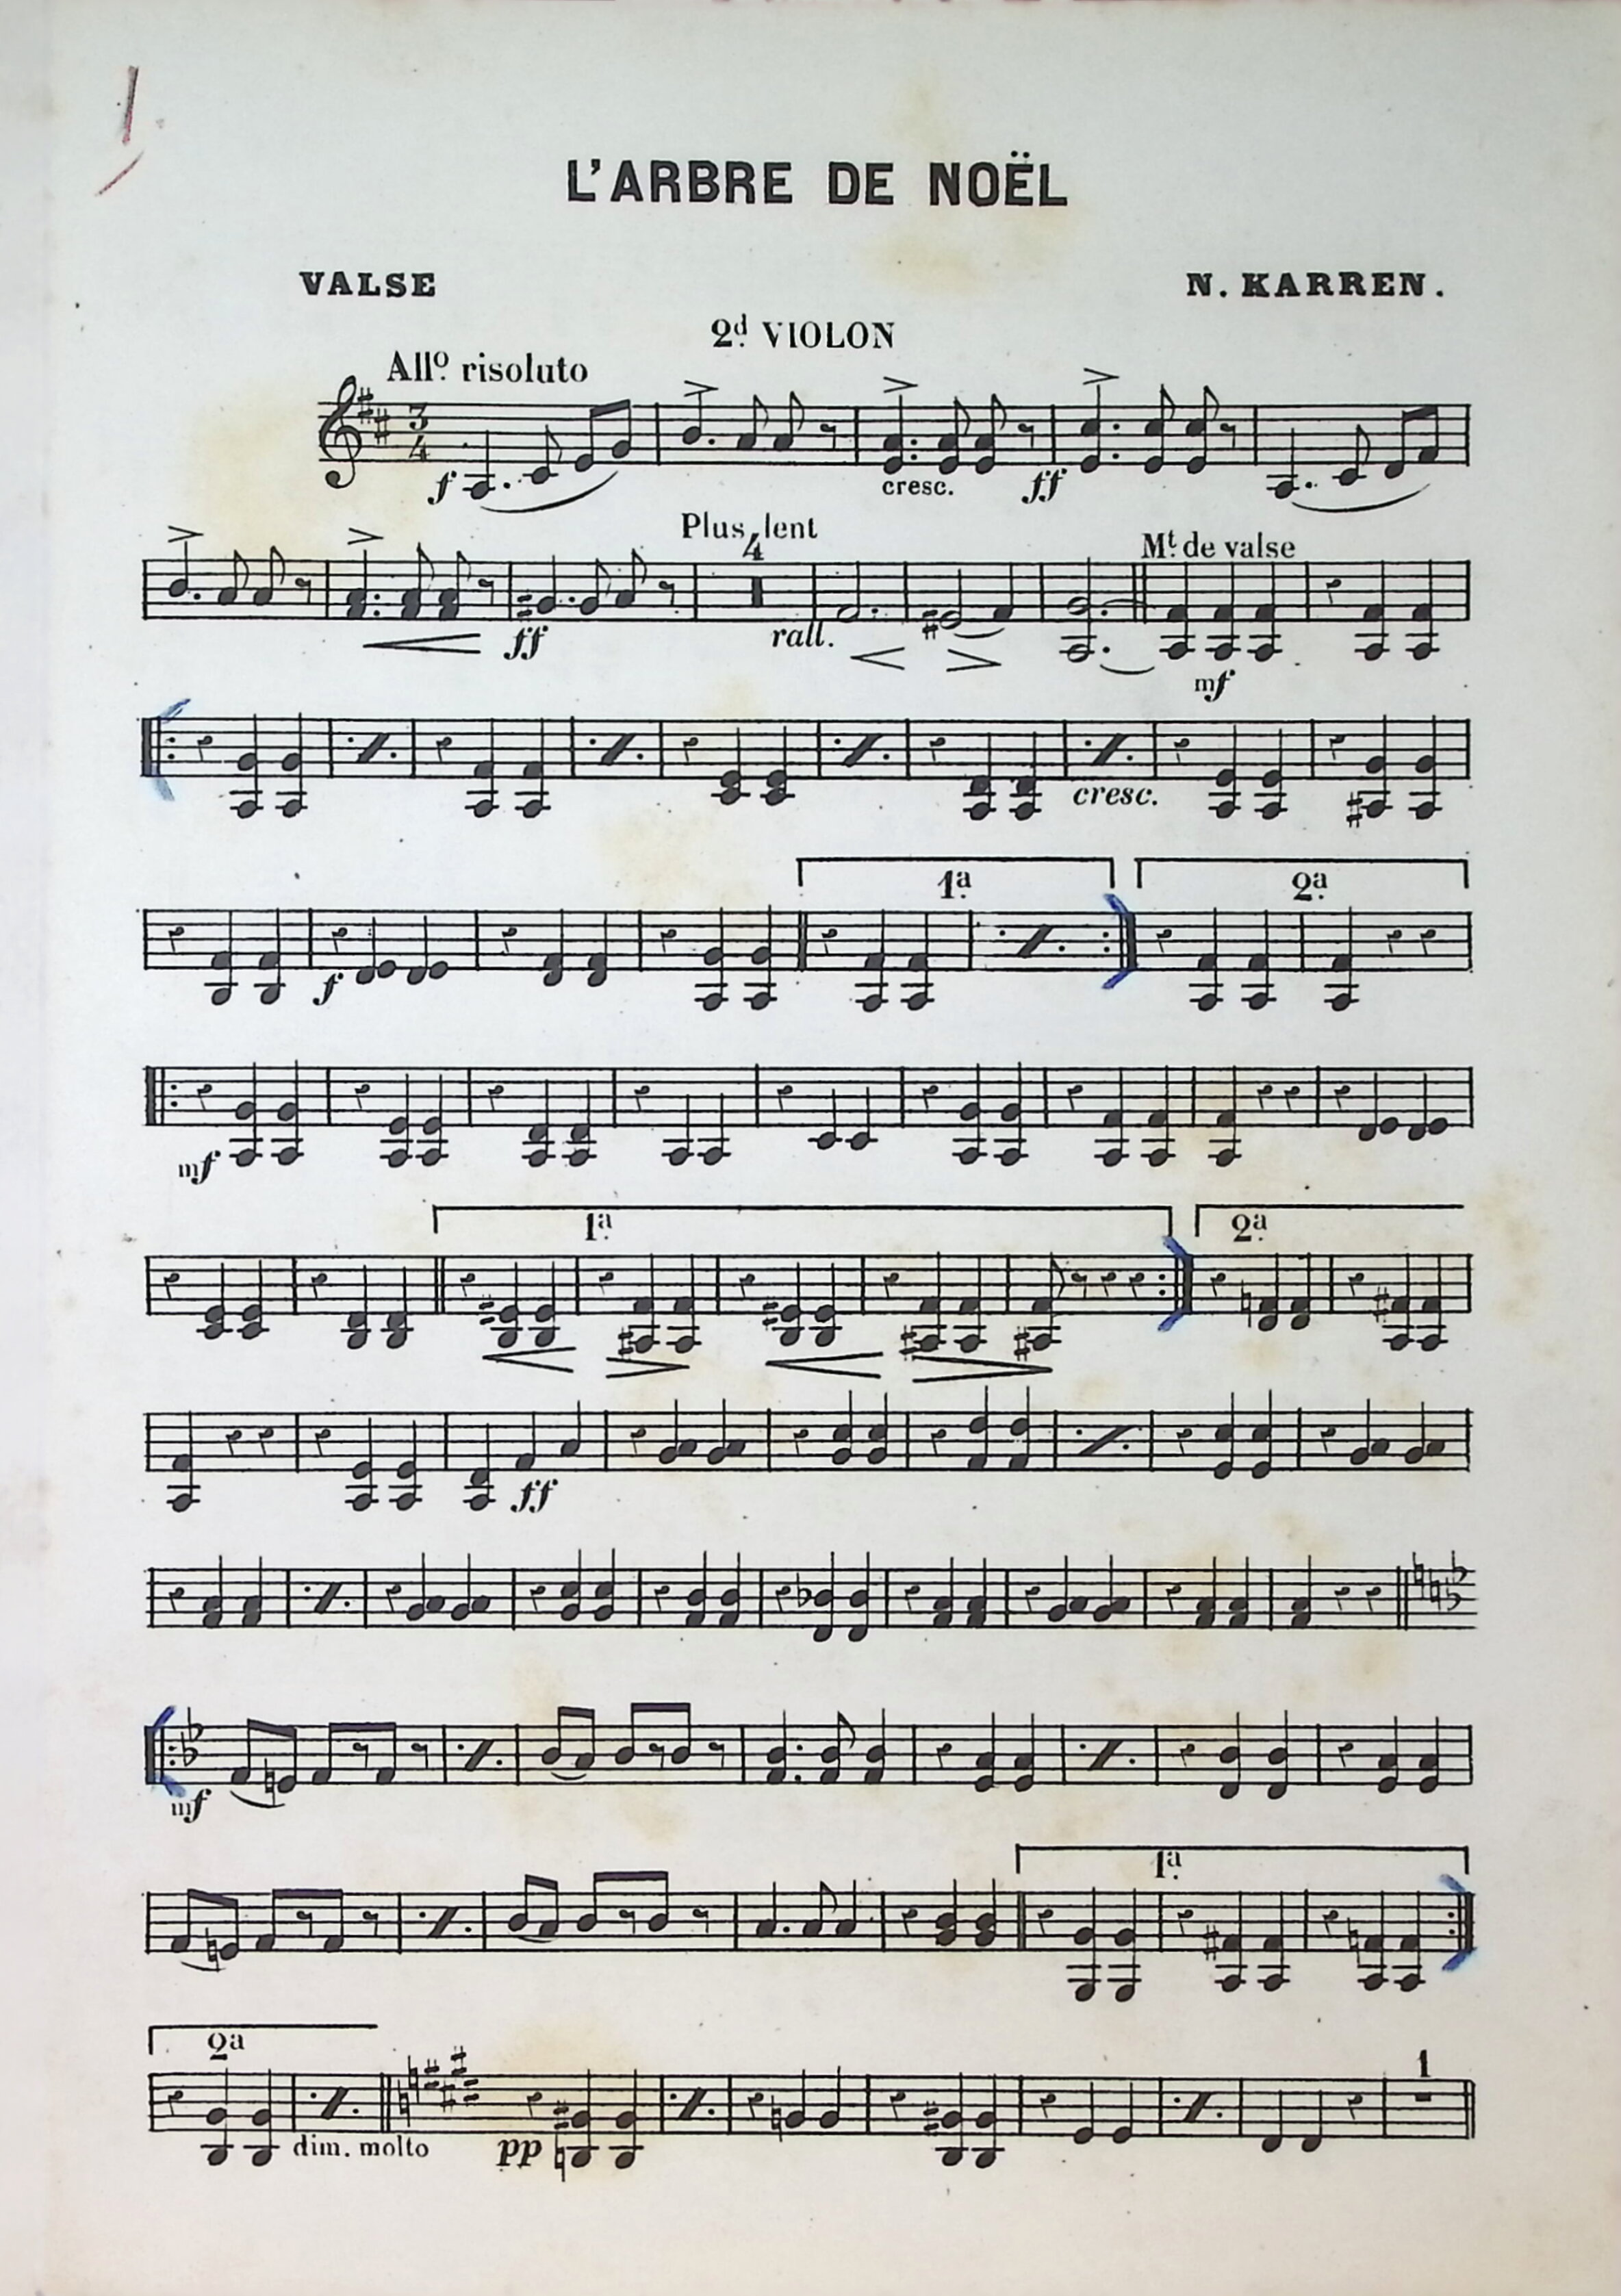 L'ARBRE DE NOËL
VALSE
N. KARREN.
2d. VIOLON
Allo. risoluto
3
4
f
cresc.
ff
Plus lent
4
Mt. de valse
ff
rall.
mf
cresc.
1a.
2a.
f
mf
1a.
2a.
ff
mf
1a.
2a
1
dim. molto
pp